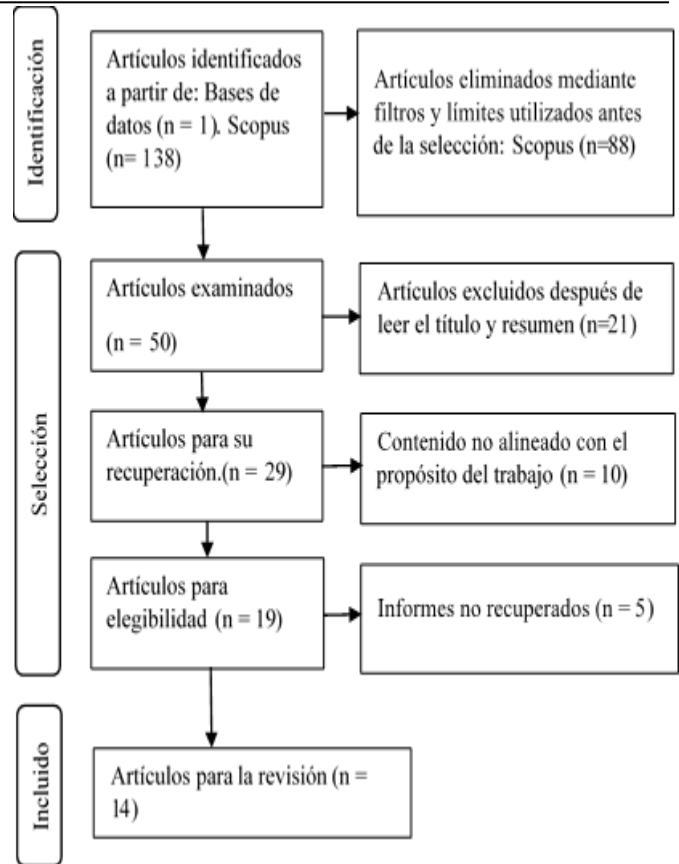 Identificación
Artículos identificados
a partir de: Bases de
datos (n = 1). Scopus
(n= 138)
Artículos eliminados mediante
filtros y límites utilizados antes
de la selección: Scopus (n=88)
Selección
Artículos examinados
(n = 50)
Artículos excluidos después de
leer el título y resumen (n=21)
Artículos para su
recuperación.(n = 29)
Contenido no alineado con el
propósito del trabajo (n = 10)
Artículos para
elegibilidad (n = 19)
Informes no recuperados (n = 5)
Incluido
Artículos para la revisión (n =
14)